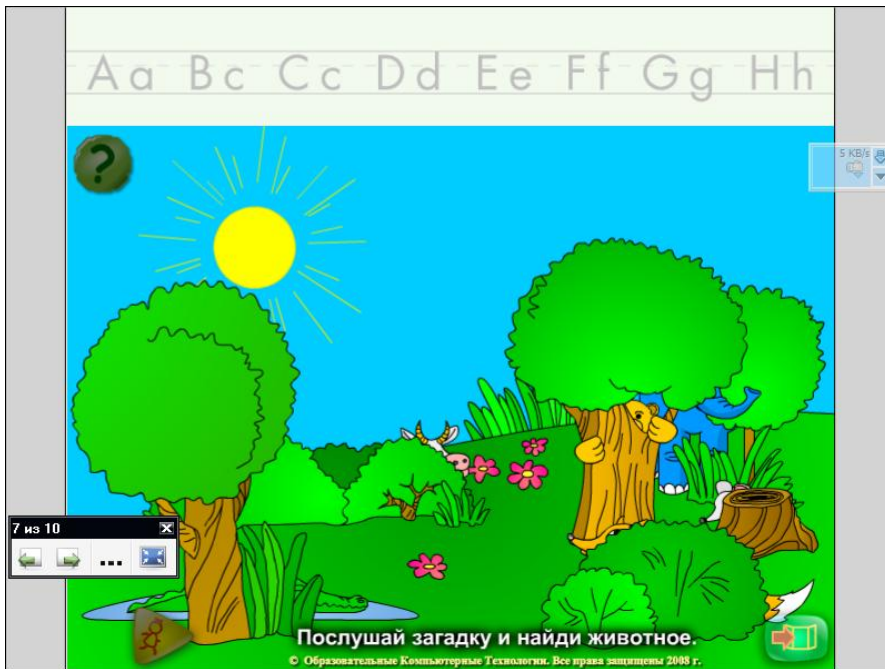 Aa Bc Cc Dd Ee Ff Gg Hh
?
5 KB/s
7 из 10
...
Послушай загадку и найди животное.
© Образовательные Компьютерные Технологии. Все права защищены 2008 г.